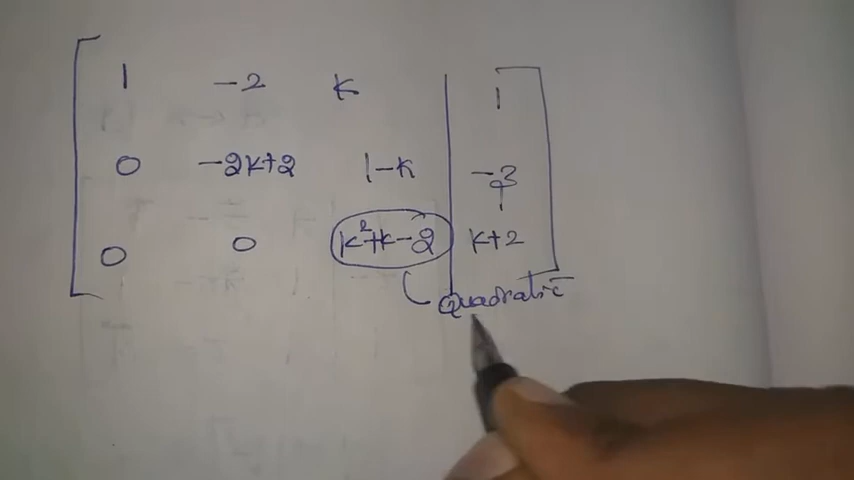 1 -2 k 1
0 -2k+2 1-k -3
0 0 k²+k-2 k+2
Quadratic